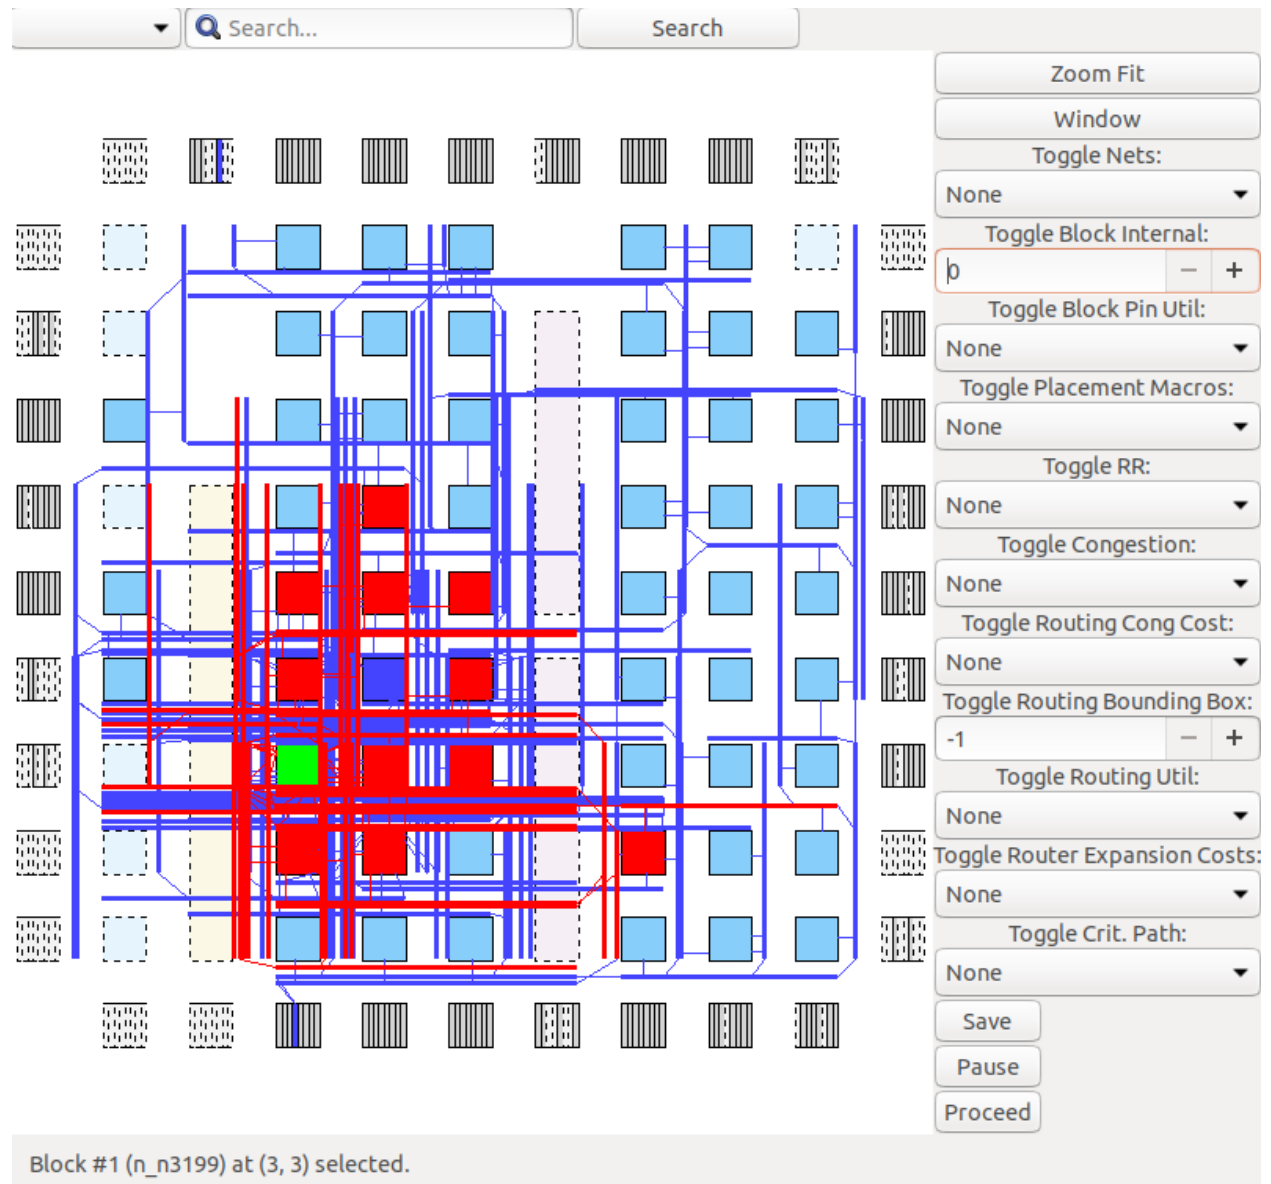 Search...
Search
Zoom Fit
Window
Toggle Nets:
None
Toggle Block Internal:
0
Toggle Block Pin Util:
None
Toggle Placement Macros:
None
Toggle RR:
None
Toggle Congestion:
None
Toggle Routing Cong Cost:
None
Toggle Routing Bounding Box:
-1
Toggle Routing Util:
None
Toggle Router Expansion Costs:
None
Toggle Crit. Path:
None
Save
Pause
Proceed
Block #1 (n_n3199) at (3, 3) selected.